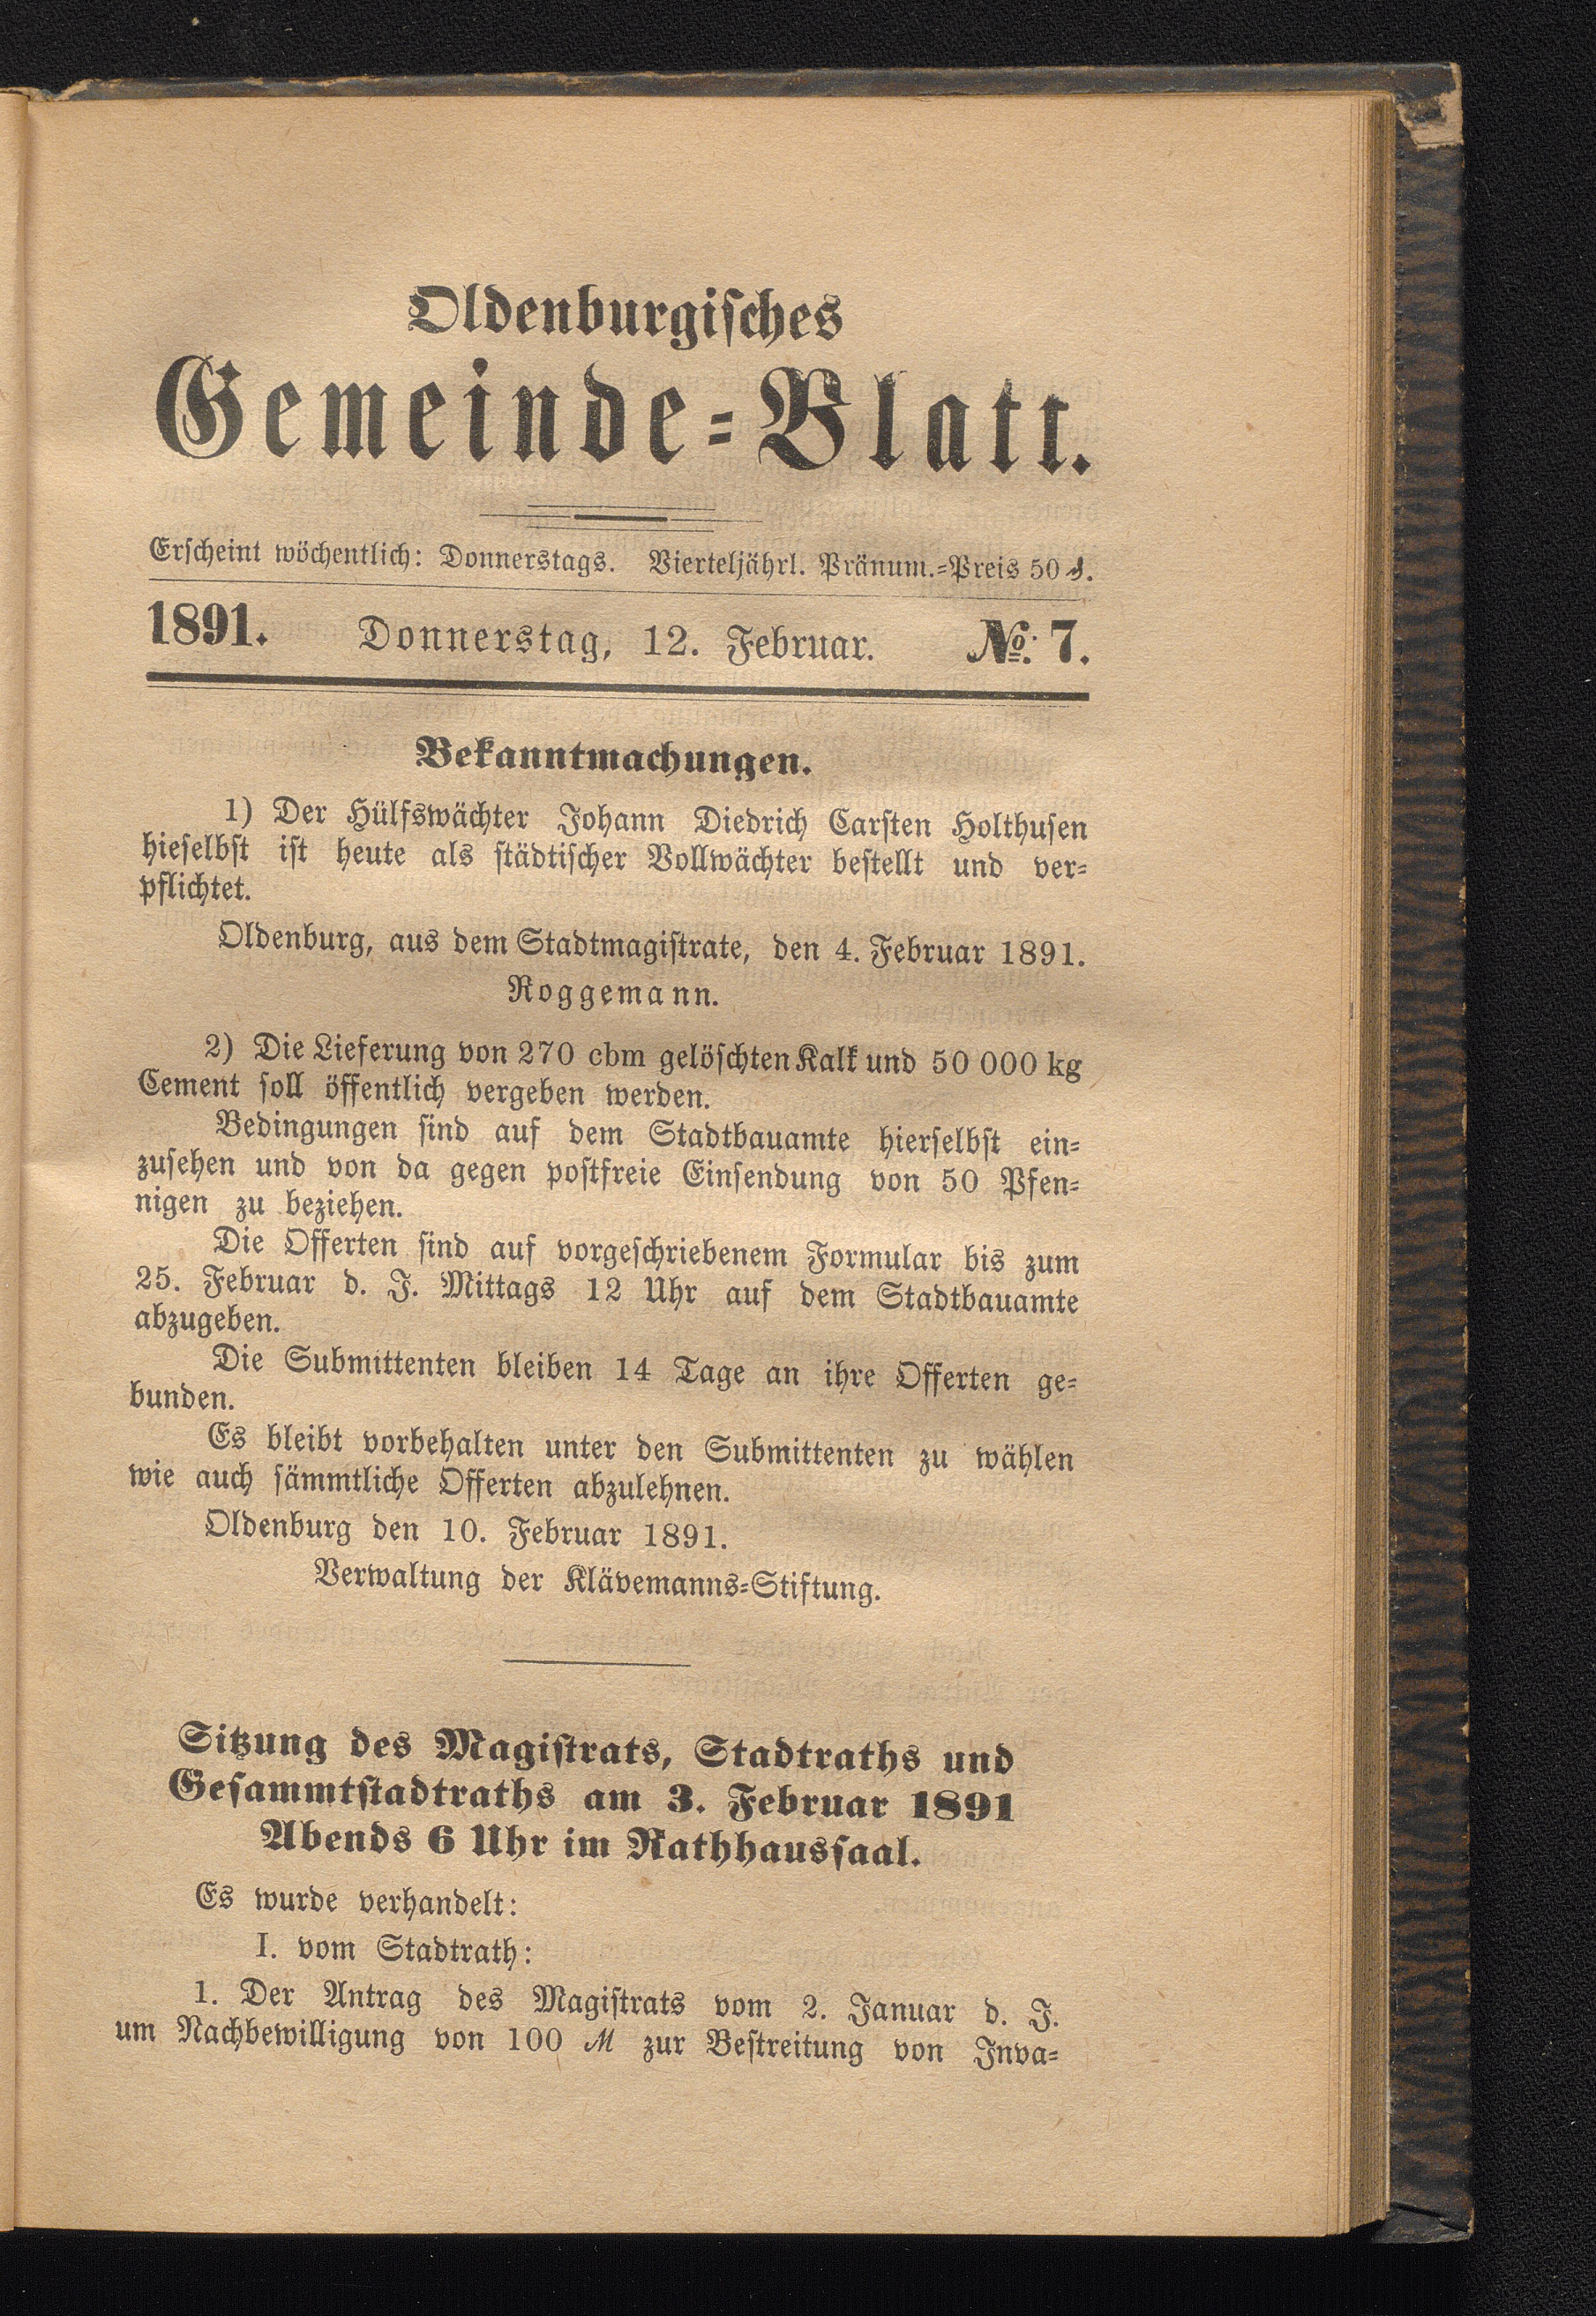 Oldenburgisches
Gemeinde-Blatt.
Erscheint wöchentlich: Donnerstags. Vierteljährl. Pränum.-Preis 50 ₰.
1891. Donnerstag, 12. Februar. №. 7.
Bekanntmachungen.
1) Der Hülfswächter Johann Diedrich Carsten Holthusen
hieselbst ist heute als städtischer Vollwächter bestellt und ver-
pflichtet.
Oldenburg, aus dem Stadtmagistrate, den 4. Februar 1891.
Roggemann.
2) Die Lieferung von 270 cbm gelöschten Kalk und 50 000 kg
Cement soll öffentlich vergeben werden.
Bedingungen sind auf dem Stadtbauamte hierselbst ein-
zusehen und von da gegen postfreie Einsendung von 50 Pfen-
nigen zu beziehen.
Die Offerten sind auf vorgeschriebenem Formular bis zum
25. Februar d. J. Mittags 12 Uhr auf dem Stadtbauamte
abzugeben.
Die Submittenten bleiben 14 Tage an ihre Offerten ge-
bunden.
Es bleibt vorbehalten unter den Submittenten zu wählen
wie auch sämmtliche Offerten abzulehnen.
Oldenburg den 10. Februar 1891.
Verwaltung der Klävemanns-Stiftung.
Sitzung des Magistrats, Stadtraths und
Gesammtstadtraths am 3. Februar 1891
Abends 6 Uhr im Rathhaussaal.
Es wurde verhandelt:
I. vom Stadtrath:
1. Der Antrag des Magistrats vom 2. Januar d. J.
um Nachbewilligung von 100 ℳ zur Bestreitung von Inva-